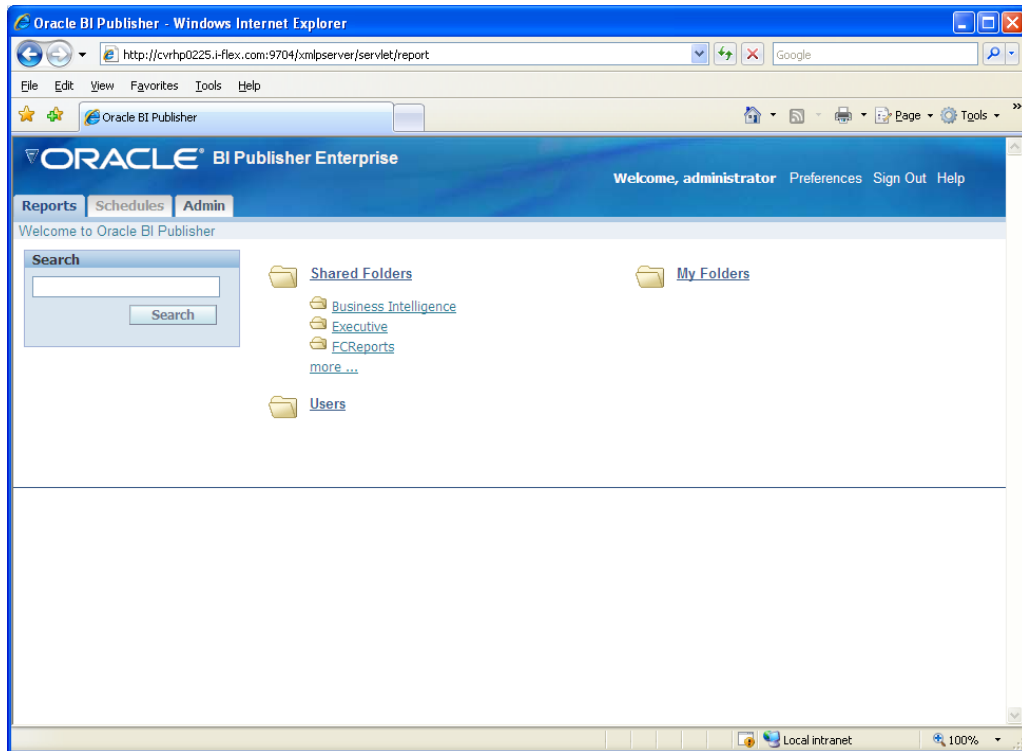 Oracle BI Publisher - Windows Internet Explorer
http://cvrhp0225.i-flex.com:9704/xmlpserver/servlet/report
Google
File Edit View Favorites Tools Help
Oracle BI Publisher
Page Tools »
ORACLE® BI Publisher Enterprise
Welcome, administrator Preferences Sign Out Help
Reports Schedules Admin
Welcome to Oracle BI Publisher
Search
Search
Shared Folders
Business Intelligence
Executive
FCReports
more ...
Users
My Folders
Local intranet
100%